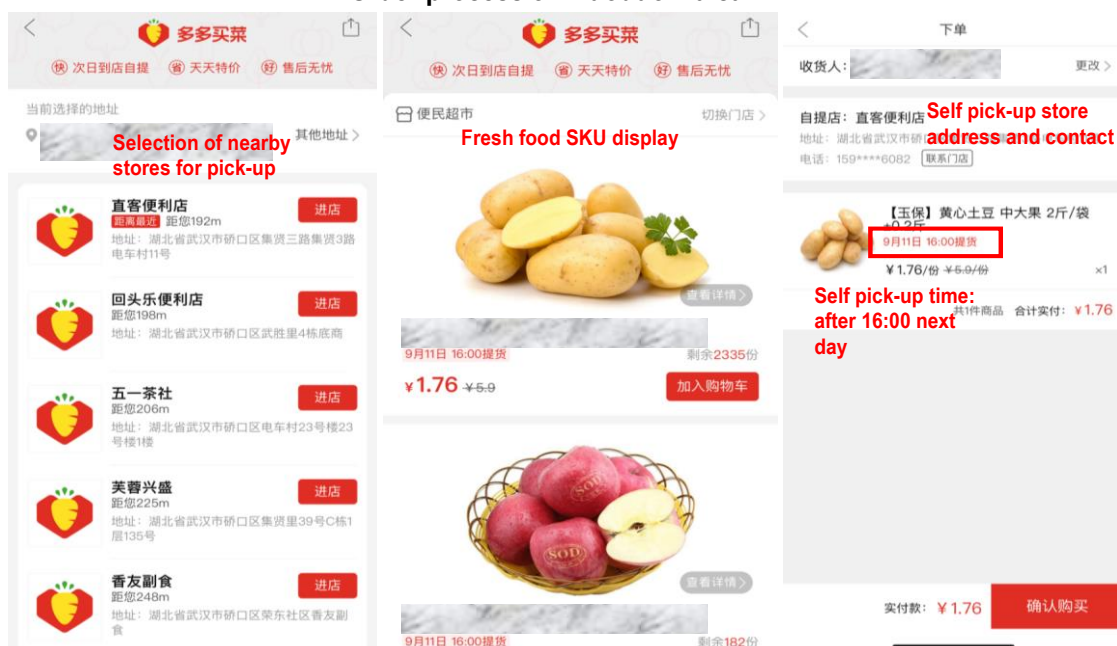 多多买菜
快 次日到店自提 省 天天特价 好 售后无忧
当前选择的地址
其他地址
Selection of nearby
stores for pick-up
直客便利店
进店
距离最近 距您192m
地址：湖北省武汉市硚口区集贤三路集贤3路
电车村11号
回头乐便利店
进店
距您198m
地址：湖北省武汉市硚口区武胜里4栋底商
五一茶社
进店
距您206m
地址：湖北省武汉市硚口区电车村23号楼23
号楼1楼
芙蓉兴盛
进店
距您225m
地址：湖北省武汉市硚口区集贤里39号C栋1
层135号
香友副食
进店
距您248m
地址：湖北省武汉市硚口区荣东社区香友副
食
多多买菜
快 次日到店自提 省 天天特价 好 售后无忧
便民超市
切换门店
Fresh food SKU display
查看详情
9月11日 16:00提货
剩余2335份
¥1.76 ¥5.9
加入购物车
SOD
SOD
查看详情
9月11日 16:00提货
剩余182份
下单
收货人：
更改
自提店：直客便利店
Self pick-up store
address and contact
地址：湖北省武汉市硚
电话：159****6082 联系门店
【玉保】黄心土豆 中大果 2斤/袋
±0.2斤
9月11日 16:00提货
¥1.76/份 ¥5.9/份
×1
Self pick-up time:
after 16:00 next
day
共1件商品 合计实付：¥1.76
实付款：¥1.76
确认购买